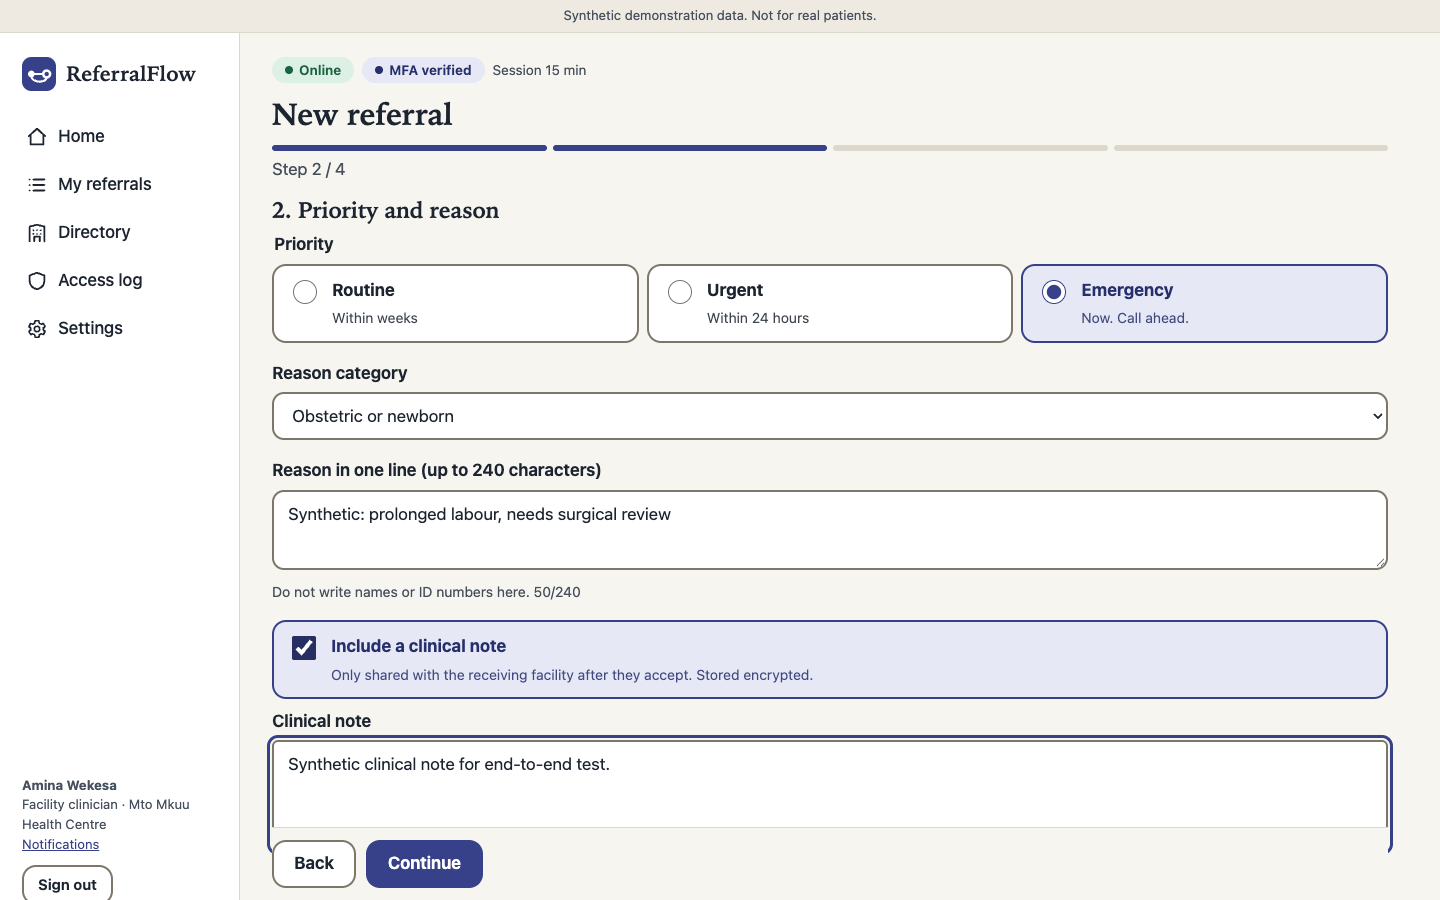 Synthetic demonstration data. Not for real patients.
ReferralFlow
Home
My referrals
Directory
Access log
Settings
Amina Wekesa
Facility clinician · Mto Mkuu
Health Centre
Notifications
Sign out
Online
MFA verified
Session 15 min
New referral
Step 2 / 4
2. Priority and reason
Priority
Routine
Within weeks
Urgent
Within 24 hours
Emergency
Now. Call ahead.
Reason category
Obstetric or newborn
Reason in one line (up to 240 characters)
Synthetic: prolonged labour, needs surgical review
Do not write names or ID numbers here. 50/240
Include a clinical note
Only shared with the receiving facility after they accept. Stored encrypted.
Clinical note
Synthetic clinical note for end-to-end test.
Back
Continue